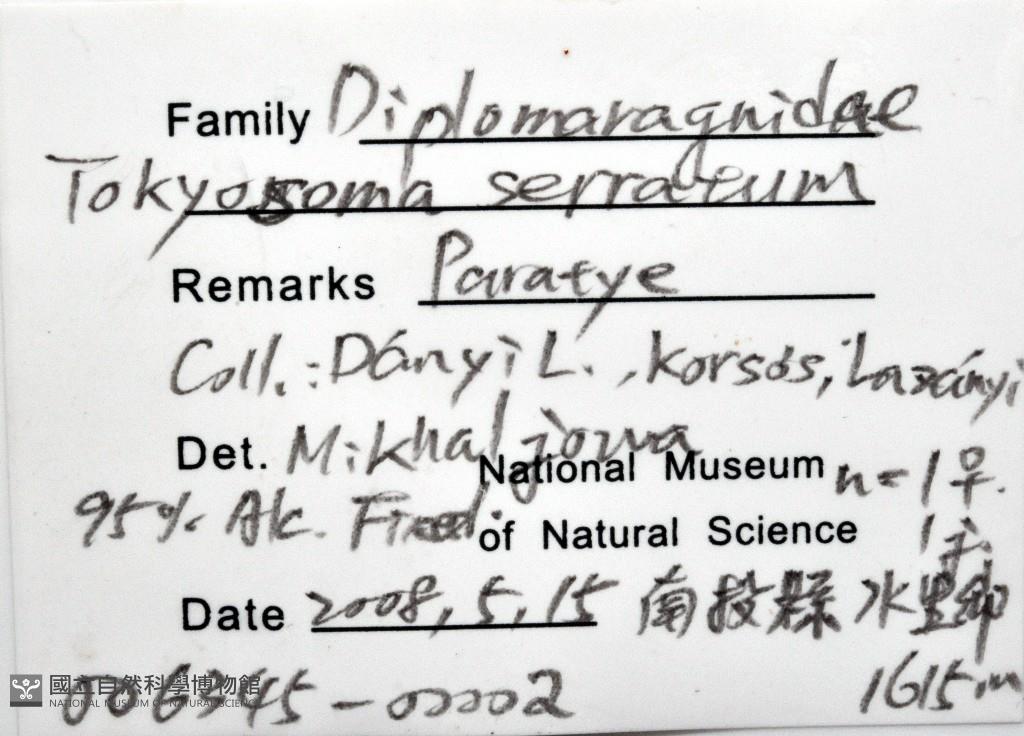 Family Diplomaragnidae
Tokyosoma serratum
Remarks Paratye
Coll.: Dányi L., Korsós, Lazányi
Det. Mikhaljowa
National Museum n=1♀.
95% Alc. Fixed. of Natural Science
Date 2008, 5, 15 南投縣 水里鄉
國立自然科學博物館
NATIONAL MUSEUM OF NATURAL SCIENCE
-00002 1615m